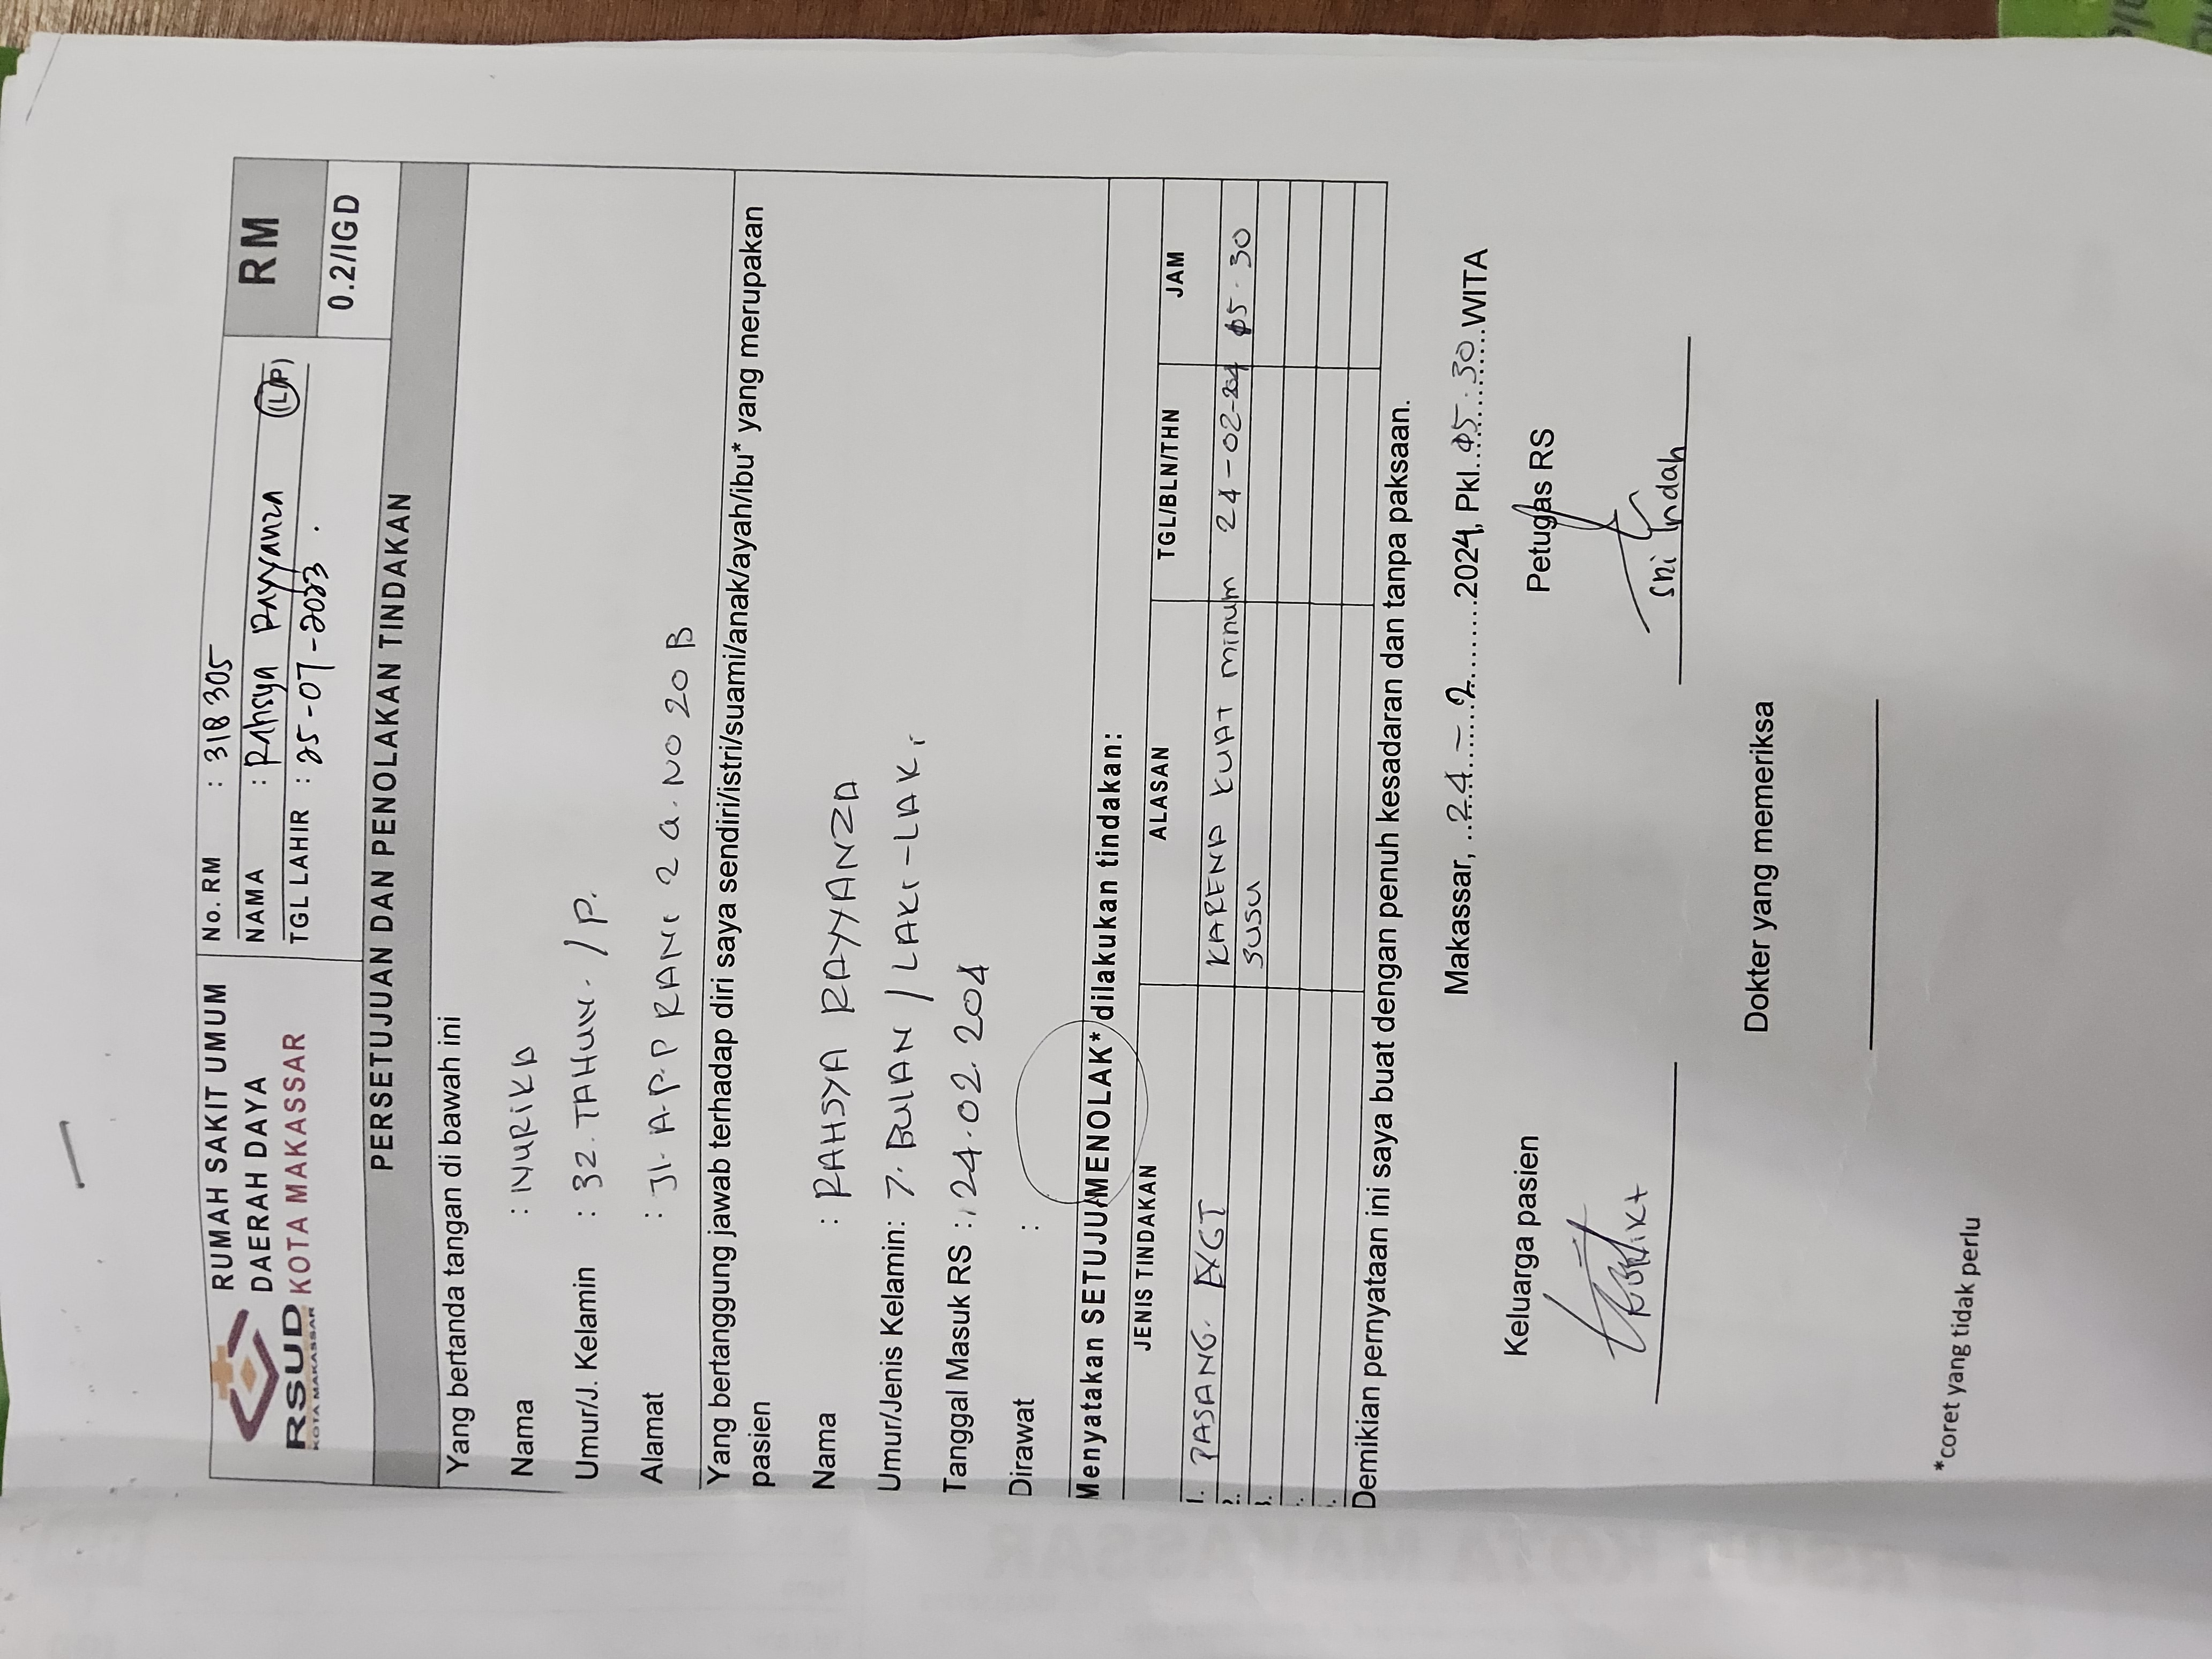 RSUD
KOTA MAKASSAR
RUMAH SAKIT UMUM
DAERAH DAYA
KOTA MAKASSAR
No. RM : 318 305
NAMA : Rahsya Rayyanza (L/P)
TGL LAHIR : 25-07-2023.
RM
0.2/IGD
PERSETUJUAN DAN PENOLAKAN TINDAKAN
Yang bertanda tangan di bawah ini
Nama : NURIKA
Umur/J. Kelamin : 32. TAHUN. / P.
Alamat : Jl. A.P.P RANi 2 a. NO 20 B
Yang bertanggung jawab terhadap diri saya sendiri/istri/suami/anak/ayah/ibu* yang merupakan
pasien
Nama : RAHSYA RAYYANZA
Umur/Jenis Kelamin: 7. BULAN / LAKI-LAKi
Tanggal Masuk RS : 24.02.204
Dirawat :
Menyatakan SETUJU/MENOLAK* dilakukan tindakan:
JENIS TINDAKAN ALASAN TGL/BLN/THN JAM
1. PASANG. KARENA KUAT minum 24-02-204 05.30
2. SUSU
Demikian pernyataan ini saya buat dengan penuh kesadaran dan tanpa paksaan.
Makassar, ..24.-.2.......2024, Pkl..05.30..WITA
Keluarga pasien Petugas RS
Sri Indah
Dokter yang memeriksa
*coret yang tidak perlu